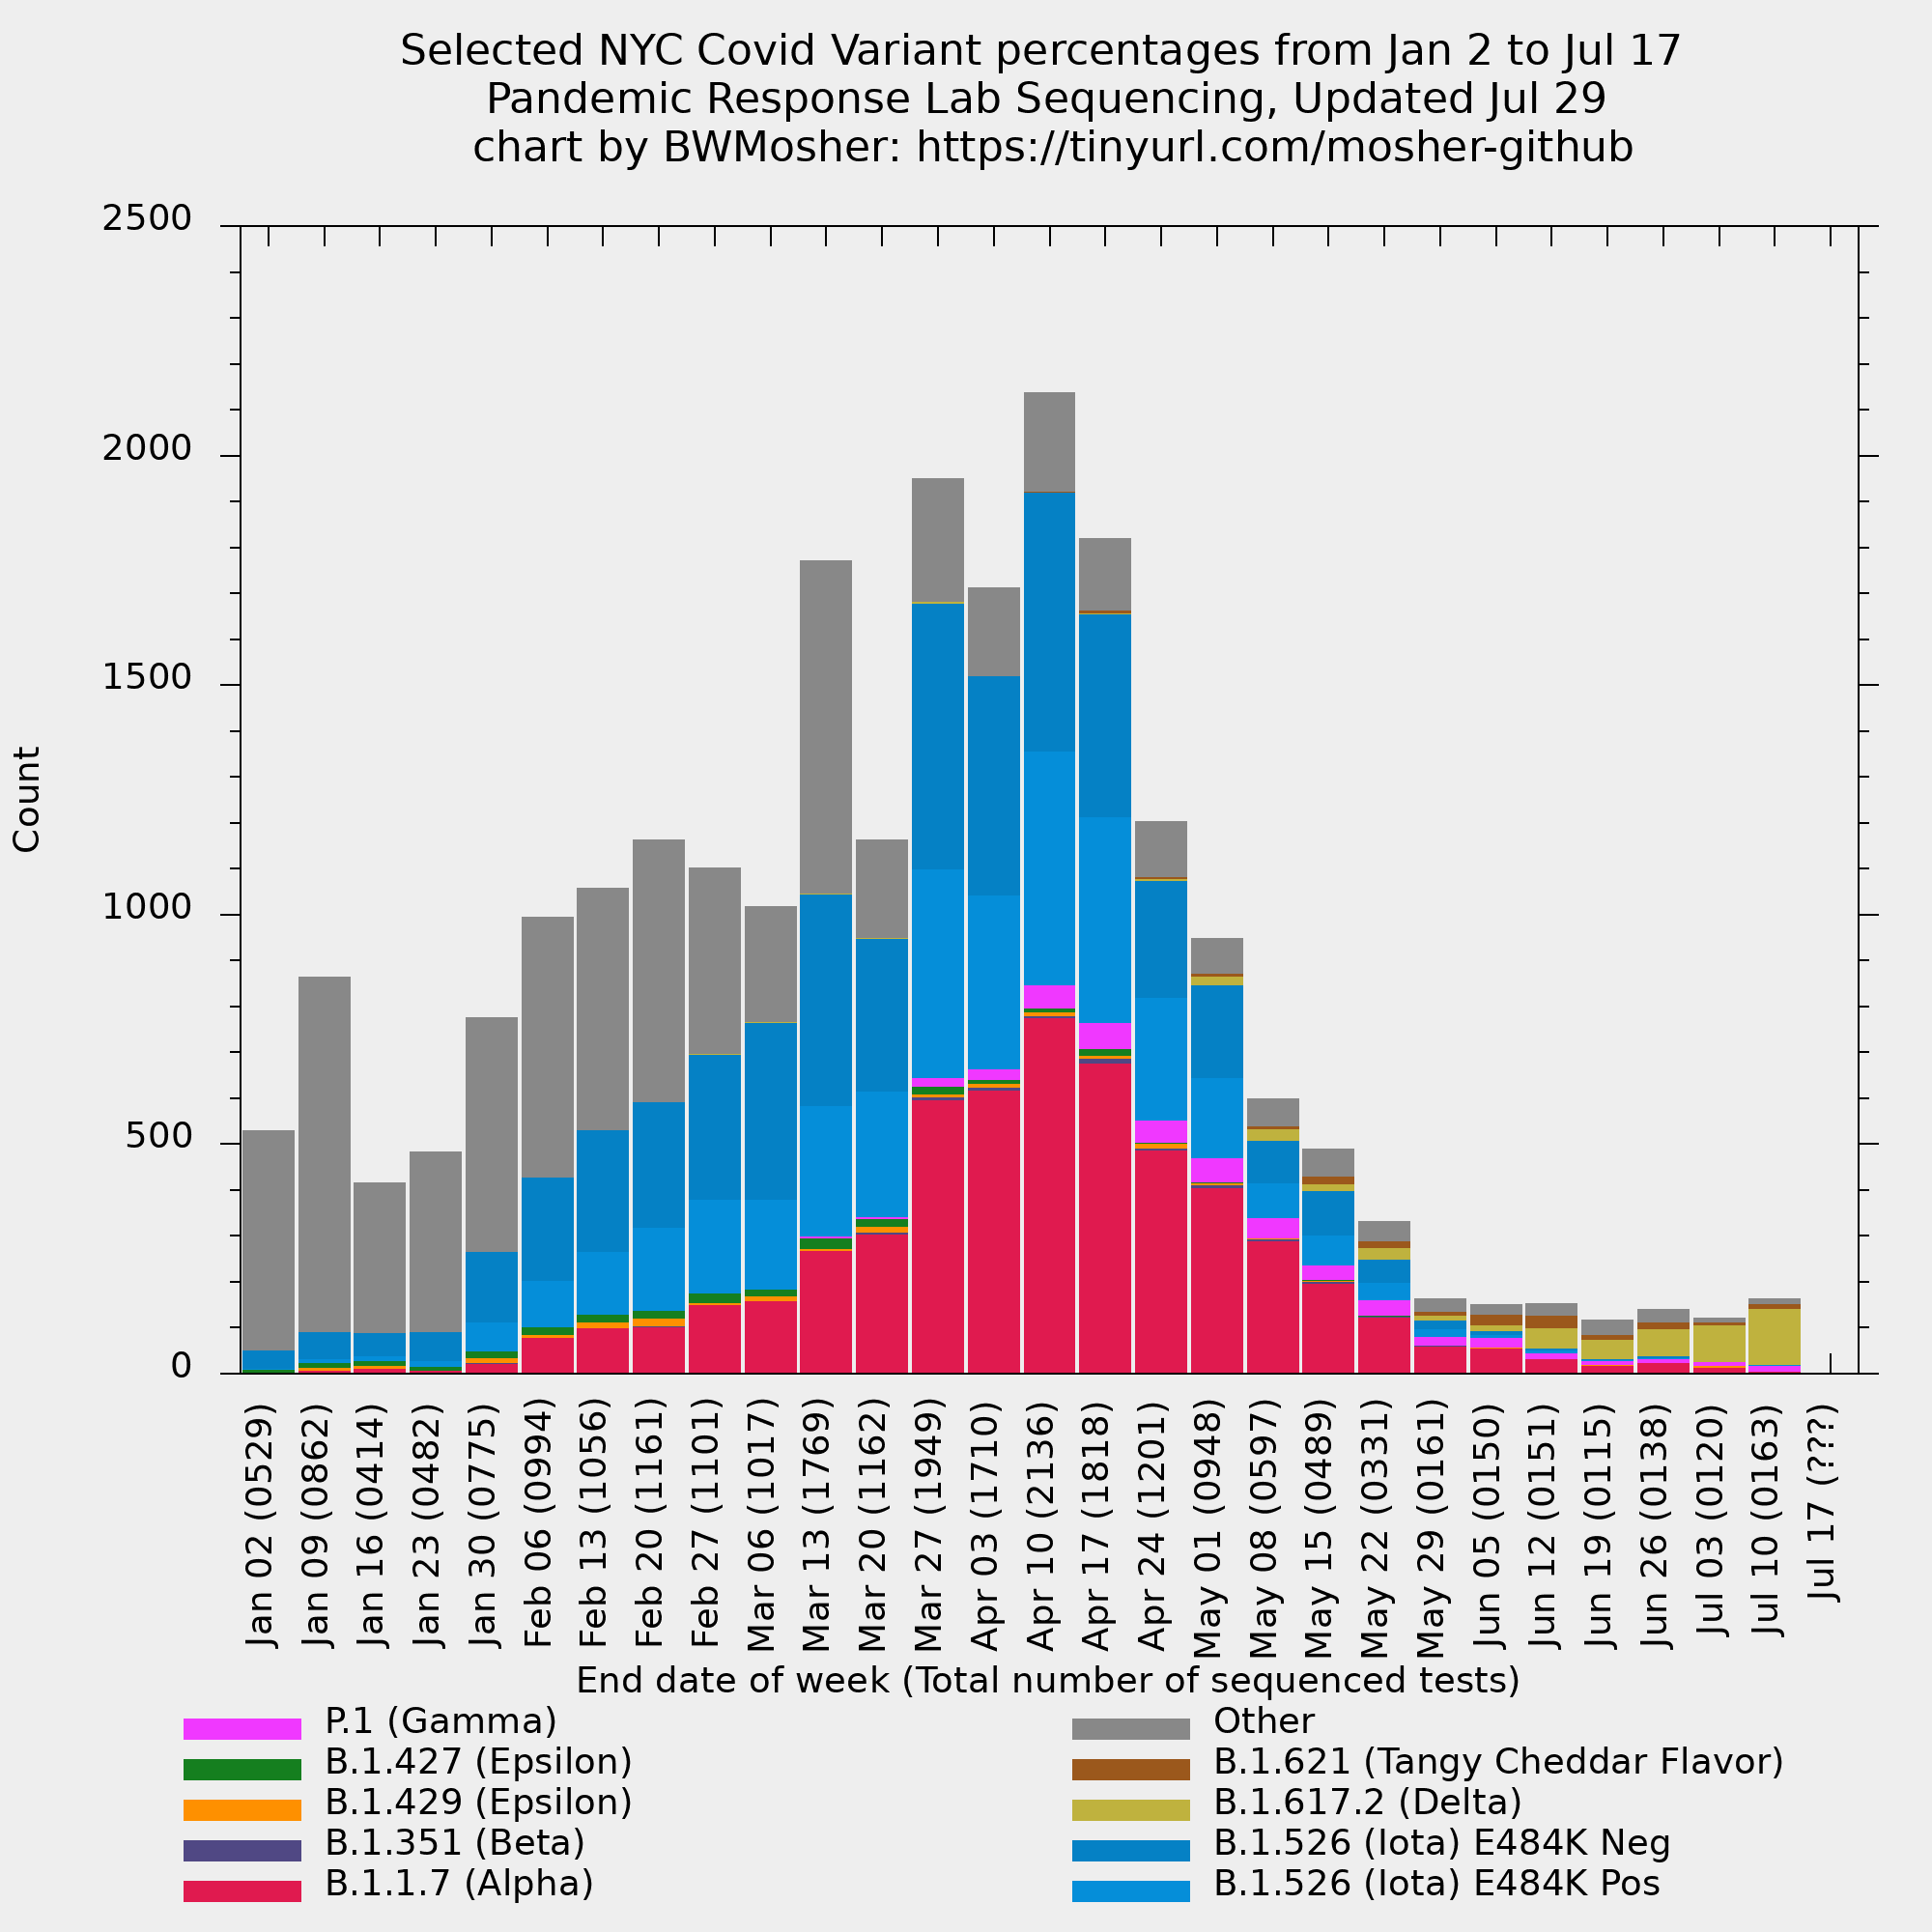 Selected NYC Covid Variant percentages from Jan 2 to Jul 17
Pandemic Response Lab Sequencing, Updated Jul 29
chart by BWMosher: https://tinyurl.com/mosher-github
2500
2000
1500
1000
500
0
Count
Jan 02 (0529)
Jan 09 (0862)
Jan 16 (0414)
Jan 23 (0482)
Jan 30 (0775)
Feb 06 (0994)
Feb 13 (1056)
Feb 20 (1161)
Feb 27 (1101)
Mar 06 (1017)
Mar 13 (1769)
Mar 20 (1162)
Mar 27 (1949)
Apr 03 (1710)
Apr 10 (2136)
Apr 17 (1818)
Apr 24 (1201)
May 01 (0948)
May 08 (0597)
May 15 (0489)
May 22 (0331)
May 29 (0161)
Jun 05 (0150)
Jun 12 (0151)
Jun 19 (0115)
Jun 26 (0138)
Jul 03 (0120)
Jul 10 (0163)
Jul 17 (???)
End date of week (Total number of sequenced tests)
P.1 (Gamma)
B.1.427 (Epsilon)
B.1.429 (Epsilon)
B.1.351 (Beta)
B.1.1.7 (Alpha)
Other
B.1.621 (Tangy Cheddar Flavor)
B.1.617.2 (Delta)
B.1.526 (Iota) E484K Neg
B.1.526 (Iota) E484K Pos